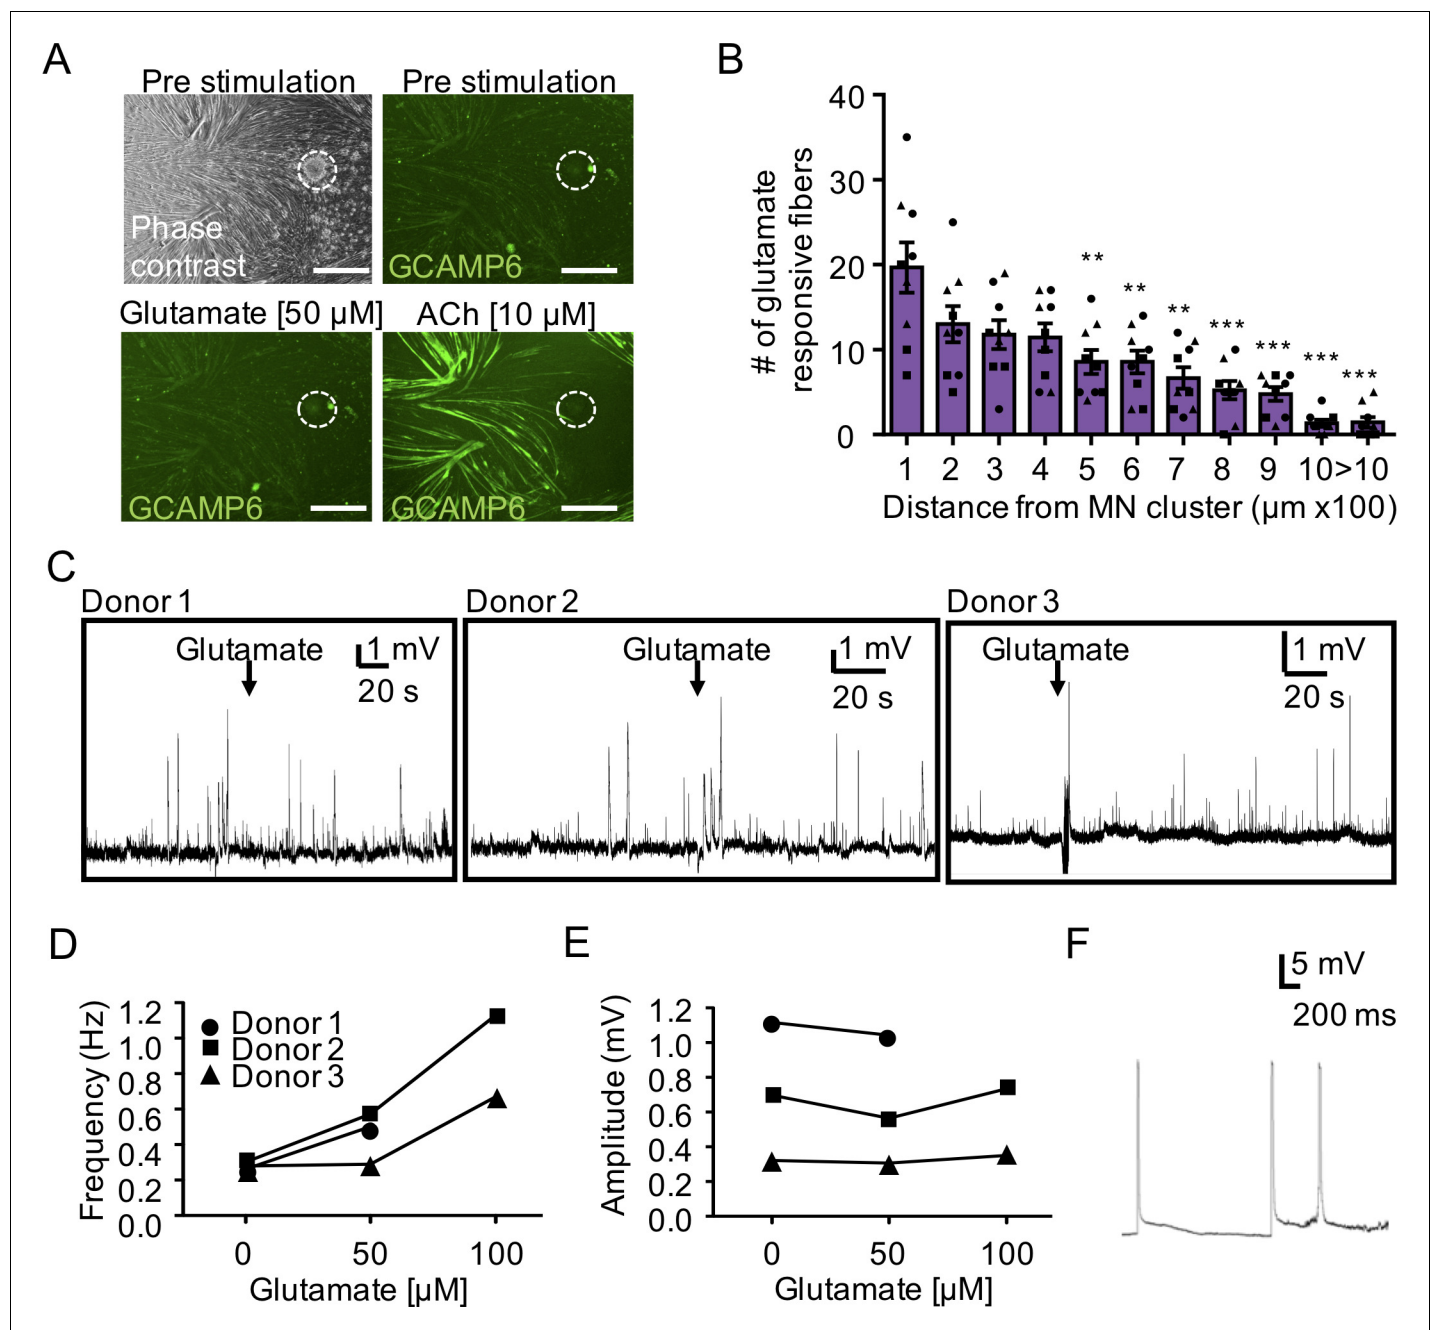 A
Pre stimulation
Pre stimulation
Phase
contrast
GCAMP6
Glutamate [50 µM]
ACh [10 µM]
GCAMP6
GCAMP6
B
# of glutamate
responsive fibers
40
30
20
10
0
**
**
**
***
***
***
***
1 2 3 4 5 6 7 8 9 10 >10
Distance from MN cluster (µm x100)
C
Donor 1
Glutamate
1 mV
20 s
Donor 2
Glutamate
1 mV
20 s
Donor 3
Glutamate
1 mV
20 s
D
Frequency (Hz)
1.2
1.0
0.8
0.6
0.4
0.2
0.0
Donor 1
Donor 2
Donor 3
0 50 100
Glutamate [µM]
E
Amplitude (mV)
1.2
1.0
0.8
0.6
0.4
0.2
0.0
0 50 100
Glutamate [µM]
F
5 mV
200 ms